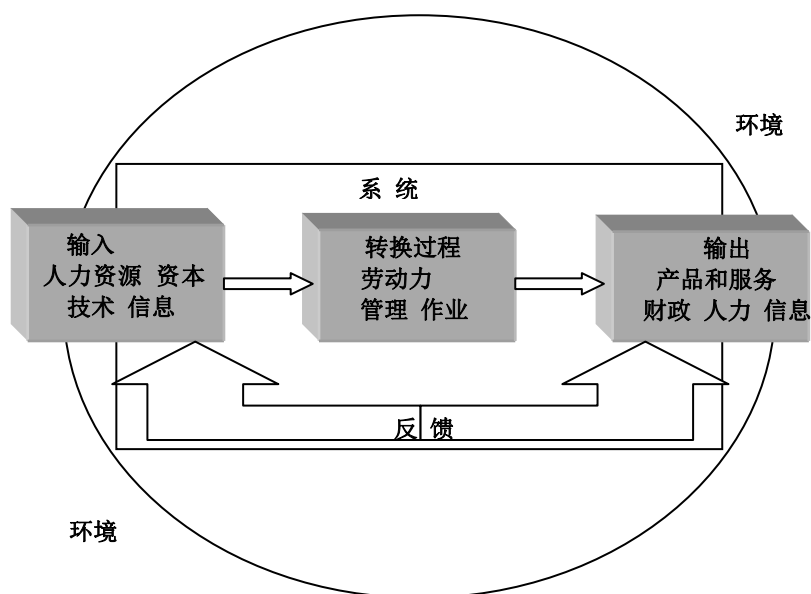 环境
系 统
输入
人力资源 资本
技术 信息
转换过程
劳动力
管理 作业
输出
产品和服务
财政 人力 信息
反 馈
环境